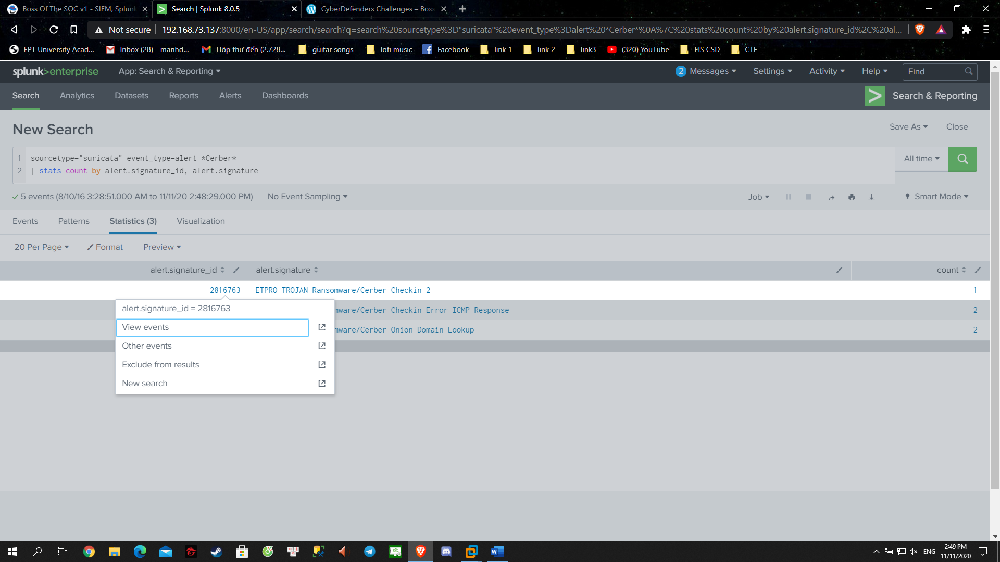 Boss Of The SOC v1 - SIEM, Splunk
Search | Splunk 8.0.5
CyberDefenders Challenges – Boss
Not secure
192.168.73.137:8000/en-US/app/search/search?q=search%20sourcetype%3D"suricata"%20event_type%3Dalert%20*Cerber*%0A%7C%20stats%20count%20by%20alert.signature_id%2C%20al...
FPT University Acad...
Inbox (28) - manhd...
Hộp thư đến (2.728...
guitar songs
lofi music
Facebook
link 1
link 2
link3
(320) YouTube
FIS CSD
CTF
splunk>enterprise
App: Search & Reporting
2
Messages
Settings
Activity
Help
Find
Search
Analytics
Datasets
Reports
Alerts
Dashboards
Search & Reporting
New Search
Save As
Close
1 sourcetype="suricata" event_type=alert *Cerber*
2 | stats count by alert.signature_id, alert.signature
All time
5 events (8/10/16 3:28:51.000 AM to 11/11/20 2:48:29.000 PM)
No Event Sampling
Job
Smart Mode
Events
Patterns
Statistics (3)
Visualization
20 Per Page
Format
Preview
alert.signature_id
alert.signature
count
2816763 ETPRO TROJAN Ransomware/Cerber Checkin 2 1
alert.signature_id = 2816763
mware/Cerber Checkin Error ICMP Response 2
View events
mware/Cerber Onion Domain Lookup 2
Other events
Exclude from results
New search
ENG
2:49 PM
11/11/2020